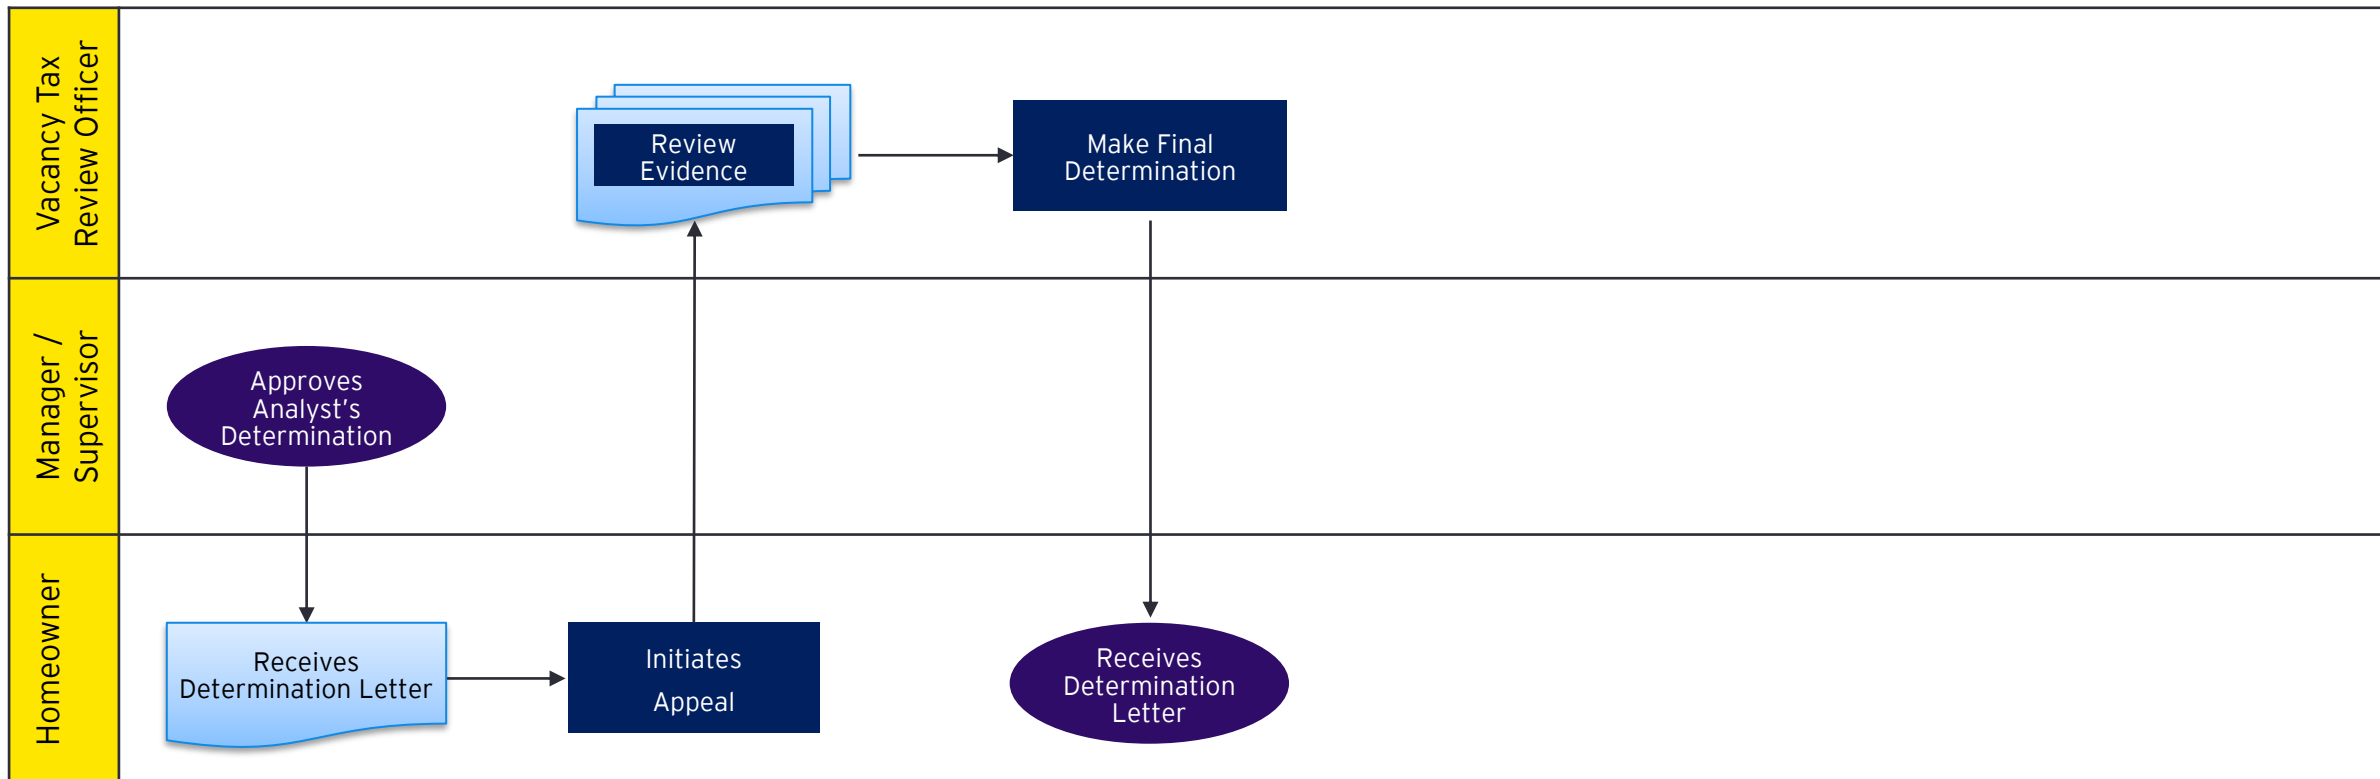 Vacancy Tax
Review Officer
Review
Evidence
Make Final
Determination
Manager /
Supervisor
Approves
Analyst’s
Determination
Homeowner
Receives
Determination Letter
Initiates
Appeal
Receives
Determination
Letter